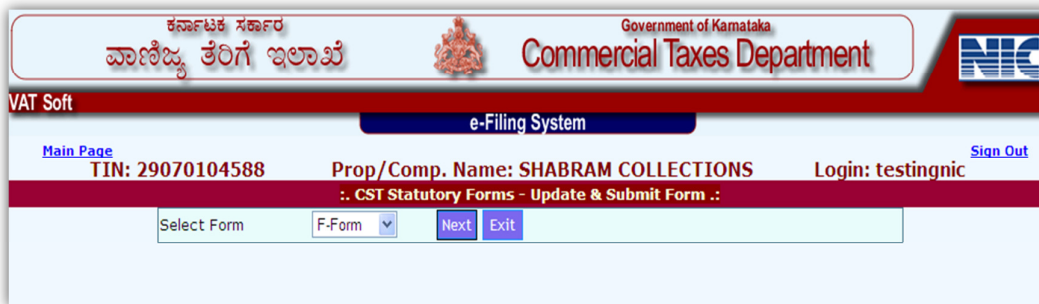 ಕರ್ನಾಟಕ ಸರ್ಕಾರ
ವಾಣಿಜ್ಯ ತೆರಿಗೆ ಇಲಾಖೆ
Government of Karnataka
Commercial Taxes Department
NIC
VAT Soft
e-Filing System
Main Page
Sign Out
TIN: 29070104588 Prop/Comp. Name: SHABRAM COLLECTIONS Login: testingnic
:. CST Statutory Forms - Update & Submit Form .:
Select Form F-Form Next Exit